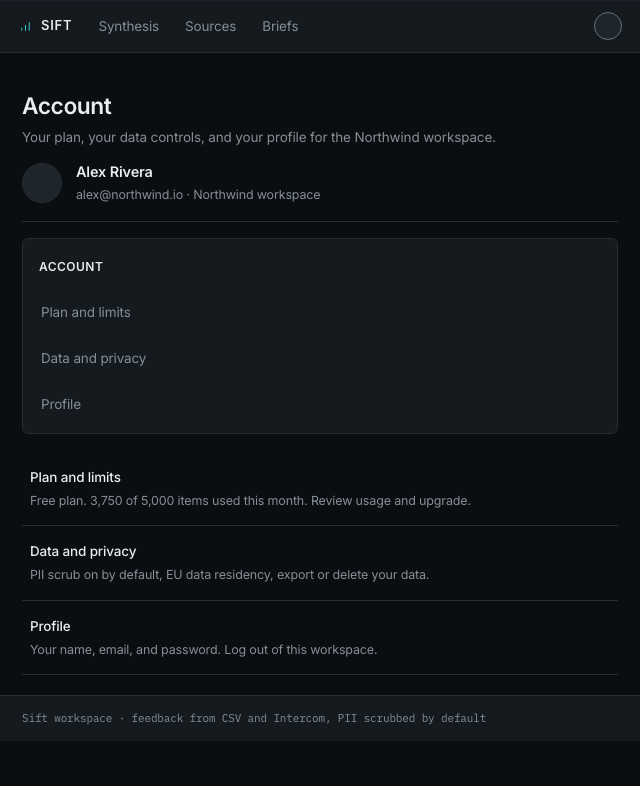 SIFT Synthesis Sources Briefs
Account
Your plan, your data controls, and your profile for the Northwind workspace.
Alex Rivera
alex@northwind.io · Northwind workspace
ACCOUNT
Plan and limits
Data and privacy
Profile
Plan and limits
Free plan. 3,750 of 5,000 items used this month. Review usage and upgrade.
Data and privacy
PII scrub on by default, EU data residency, export or delete your data.
Profile
Your name, email, and password. Log out of this workspace.
Sift workspace · feedback from CSV and Intercom, PII scrubbed by default